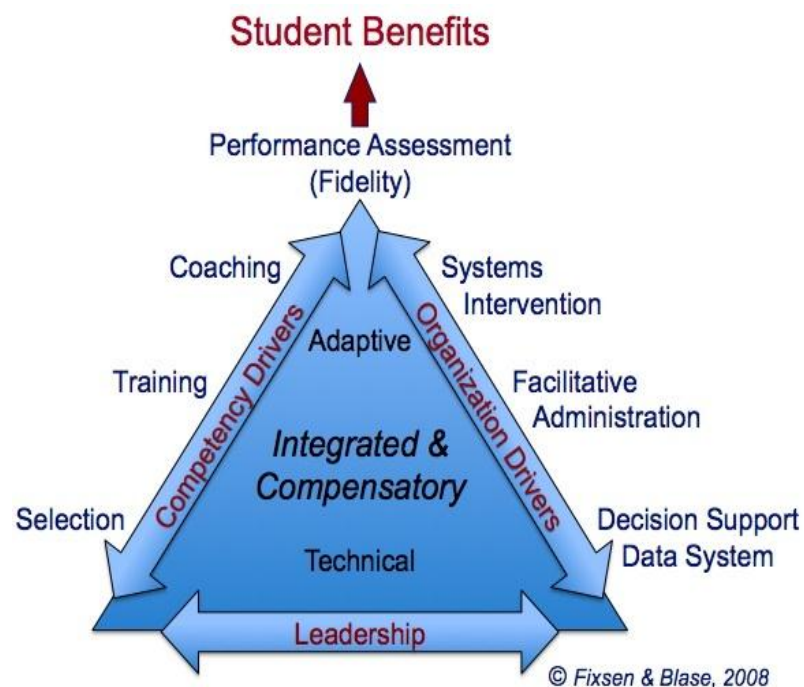 Student Benefits
Performance Assessment
(Fidelity)
Coaching
Systems
Intervention
Competency Drivers
Organization Drivers
Adaptive
Training
Facilitative
Administration
Integrated &
Compensatory
Selection
Decision Support
Data System
Technical
Leadership
© Fixsen & Blase, 2008